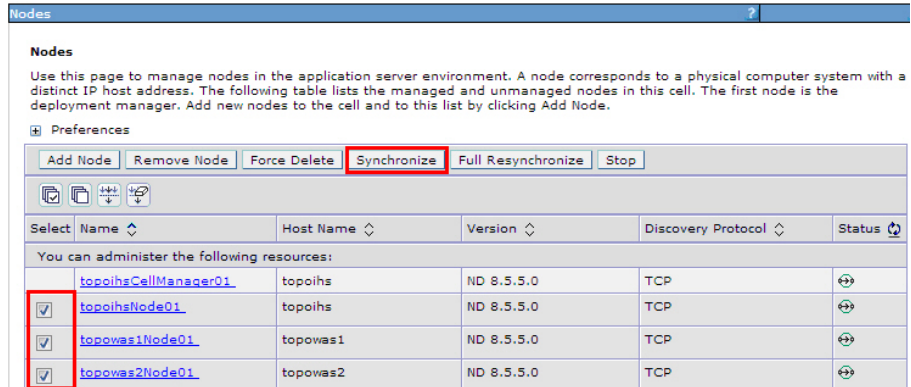 Nodes ?
Nodes
Use this page to manage nodes in the application server environment. A node corresponds to a physical computer system with a
distinct IP host address. The following table lists the managed and unmanaged nodes in this cell. The first node is the
deployment manager. Add new nodes to the cell and to this list by clicking Add Node.
Preferences
Add Node Remove Node Force Delete Synchronize Full Resynchronize Stop
Select Name Host Name Version Discovery Protocol Status
You can administer the following resources:
topoihsCellManager01 topoihs ND 8.5.5.0 TCP
topoihsNode01 topoihs ND 8.5.5.0 TCP
topowas1Node01 topowas1 ND 8.5.5.0 TCP
topowas2Node01 topowas2 ND 8.5.5.0 TCP